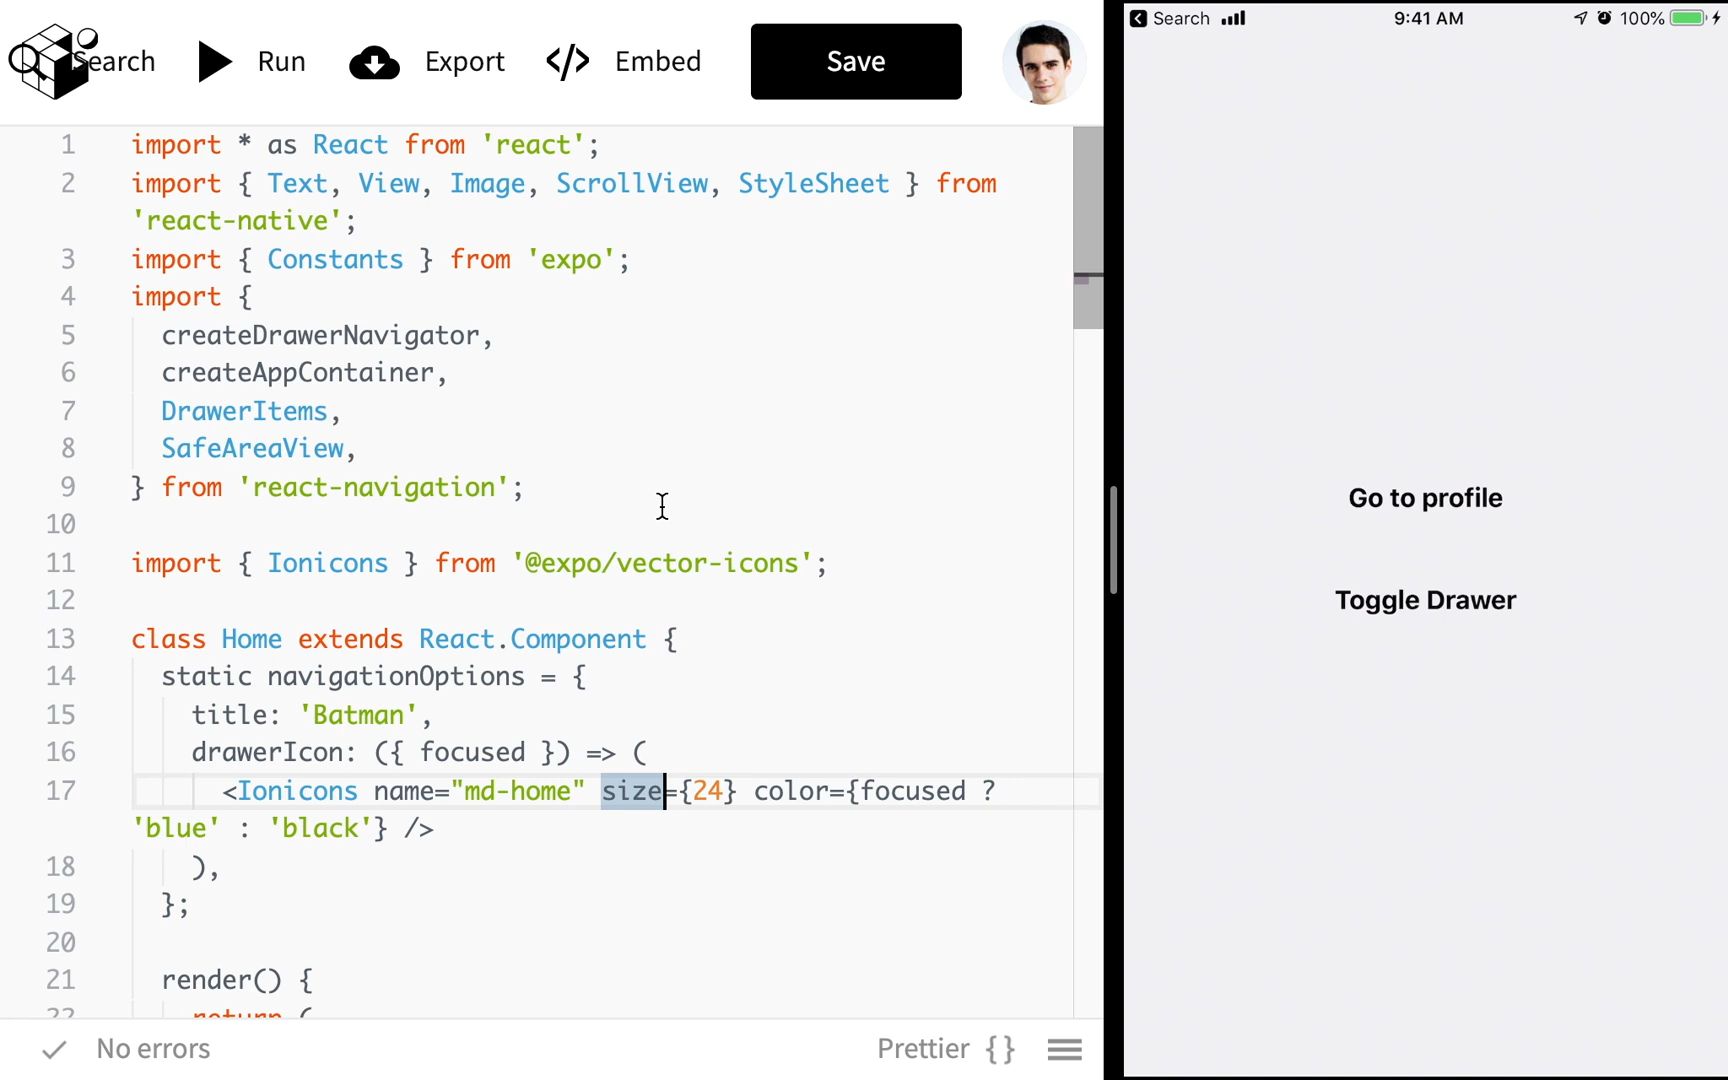 Search Run Export Embed Save
1 import * as React from 'react';
2 import { Text, View, Image, ScrollView, StyleSheet } from
'react-native';
3 import { Constants } from 'expo';
4 import {
5 createDrawerNavigator,
6 createAppContainer,
7 DrawerItems,
8 SafeAreaView,
9 } from 'react-navigation';
10
11 import { Ionicons } from '@expo/vector-icons';
12
13 class Home extends React.Component {
14 static navigationOptions = {
15 title: 'Batman',
16 drawerIcon: ({ focused }) => (
17 <Ionicons name="md-home" size={24} color={focused ?
'blue' : 'black'} />
18 ),
19 };
20
21 render() {
22 return (
No errors
Prettier {}
Search 9:41 AM 100%
Go to profile
Toggle Drawer